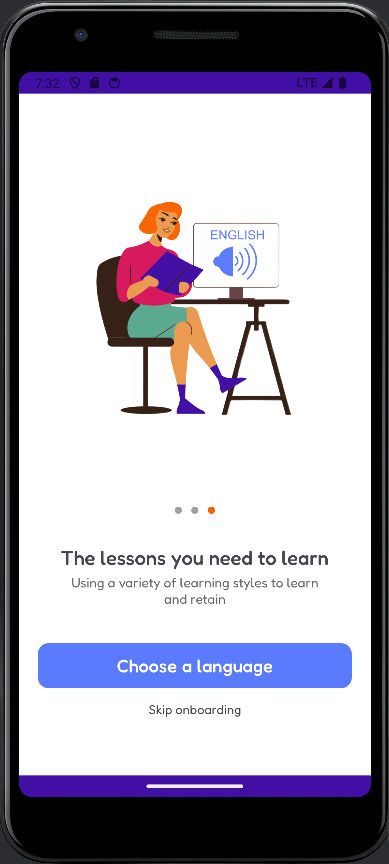 7:32 LTE
ENGLISH
The lessons you need to learn
Using a variety of learning styles to learn
and retain
Choose a language
Skip onboarding